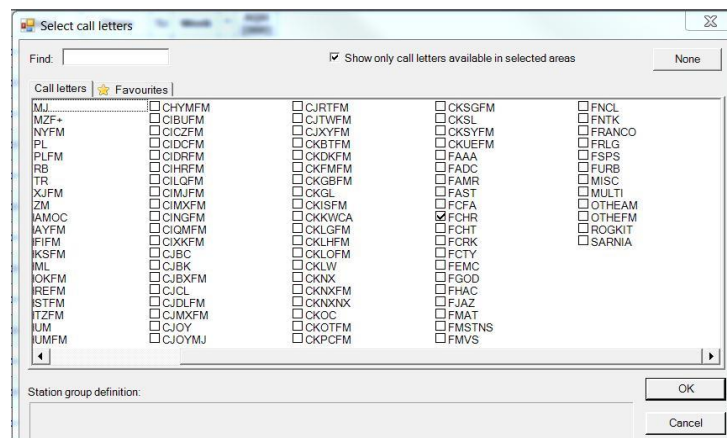 Select call letters
Find:
Show only call letters available in selected areas
None
Call letters
Favourites
MJ
MZF+
NYFM
PL
PLFM
RB
TR
XJFM
ZM
IAMOC
IAYFM
IFIFM
IKSFM
IML
IOKFM
IREFM
ISTFM
ITZFM
IUM
IUMFM
CHYMFM
CIBUFM
CICZFM
CIDCFM
CIDRFM
CIHRFM
CILQFM
CIMJFM
CIMXFM
CINGFM
CIQMFM
CIXKFM
CJBC
CJBK
CJBXFM
CJCL
CJDLFM
CJMXFM
CJOY
CJOYMJ
CJRTFM
CJTWFM
CJXYFM
CKBTFM
CKDKFM
CKFMFM
CKGBFM
CKGL
CKISFM
CKKWCA
CKLGFM
CKLHFM
CKLOFM
CKLW
CKNX
CKNXFM
CKNXNX
CKOC
CKOTFM
CKPCFM
CKSGFM
CKSL
CKSYFM
CKUEFM
FAAA
FADC
FAMR
FAST
FCFA
FCHR
FCHT
FCRK
FCTY
FEMC
FGOD
FHAC
FJAZ
FMAT
FMSTNS
FMVS
FNCL
FNTK
FRANCO
FRLG
FSPS
FURB
MISC
MULTI
OTHEAM
OTHEFM
ROGKIT
SARNIA
Station group definition:
OK
Cancel